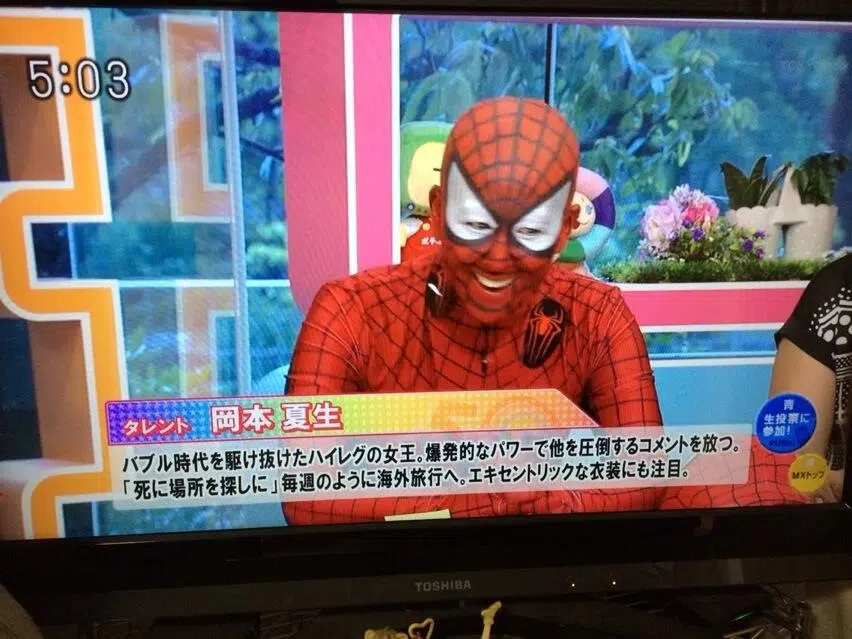 5:03
タレント 岡本 夏生
バブル時代を駆け抜けたハイレグの女王。爆発的なパワーで他を圧倒するコメントを放つ。
「死に場所を探しに」毎週のように海外旅行へ。エキセントリックな衣装にも注目。
青
生投票に
参加!
PUSH!
MXトップ
TOSHIBA